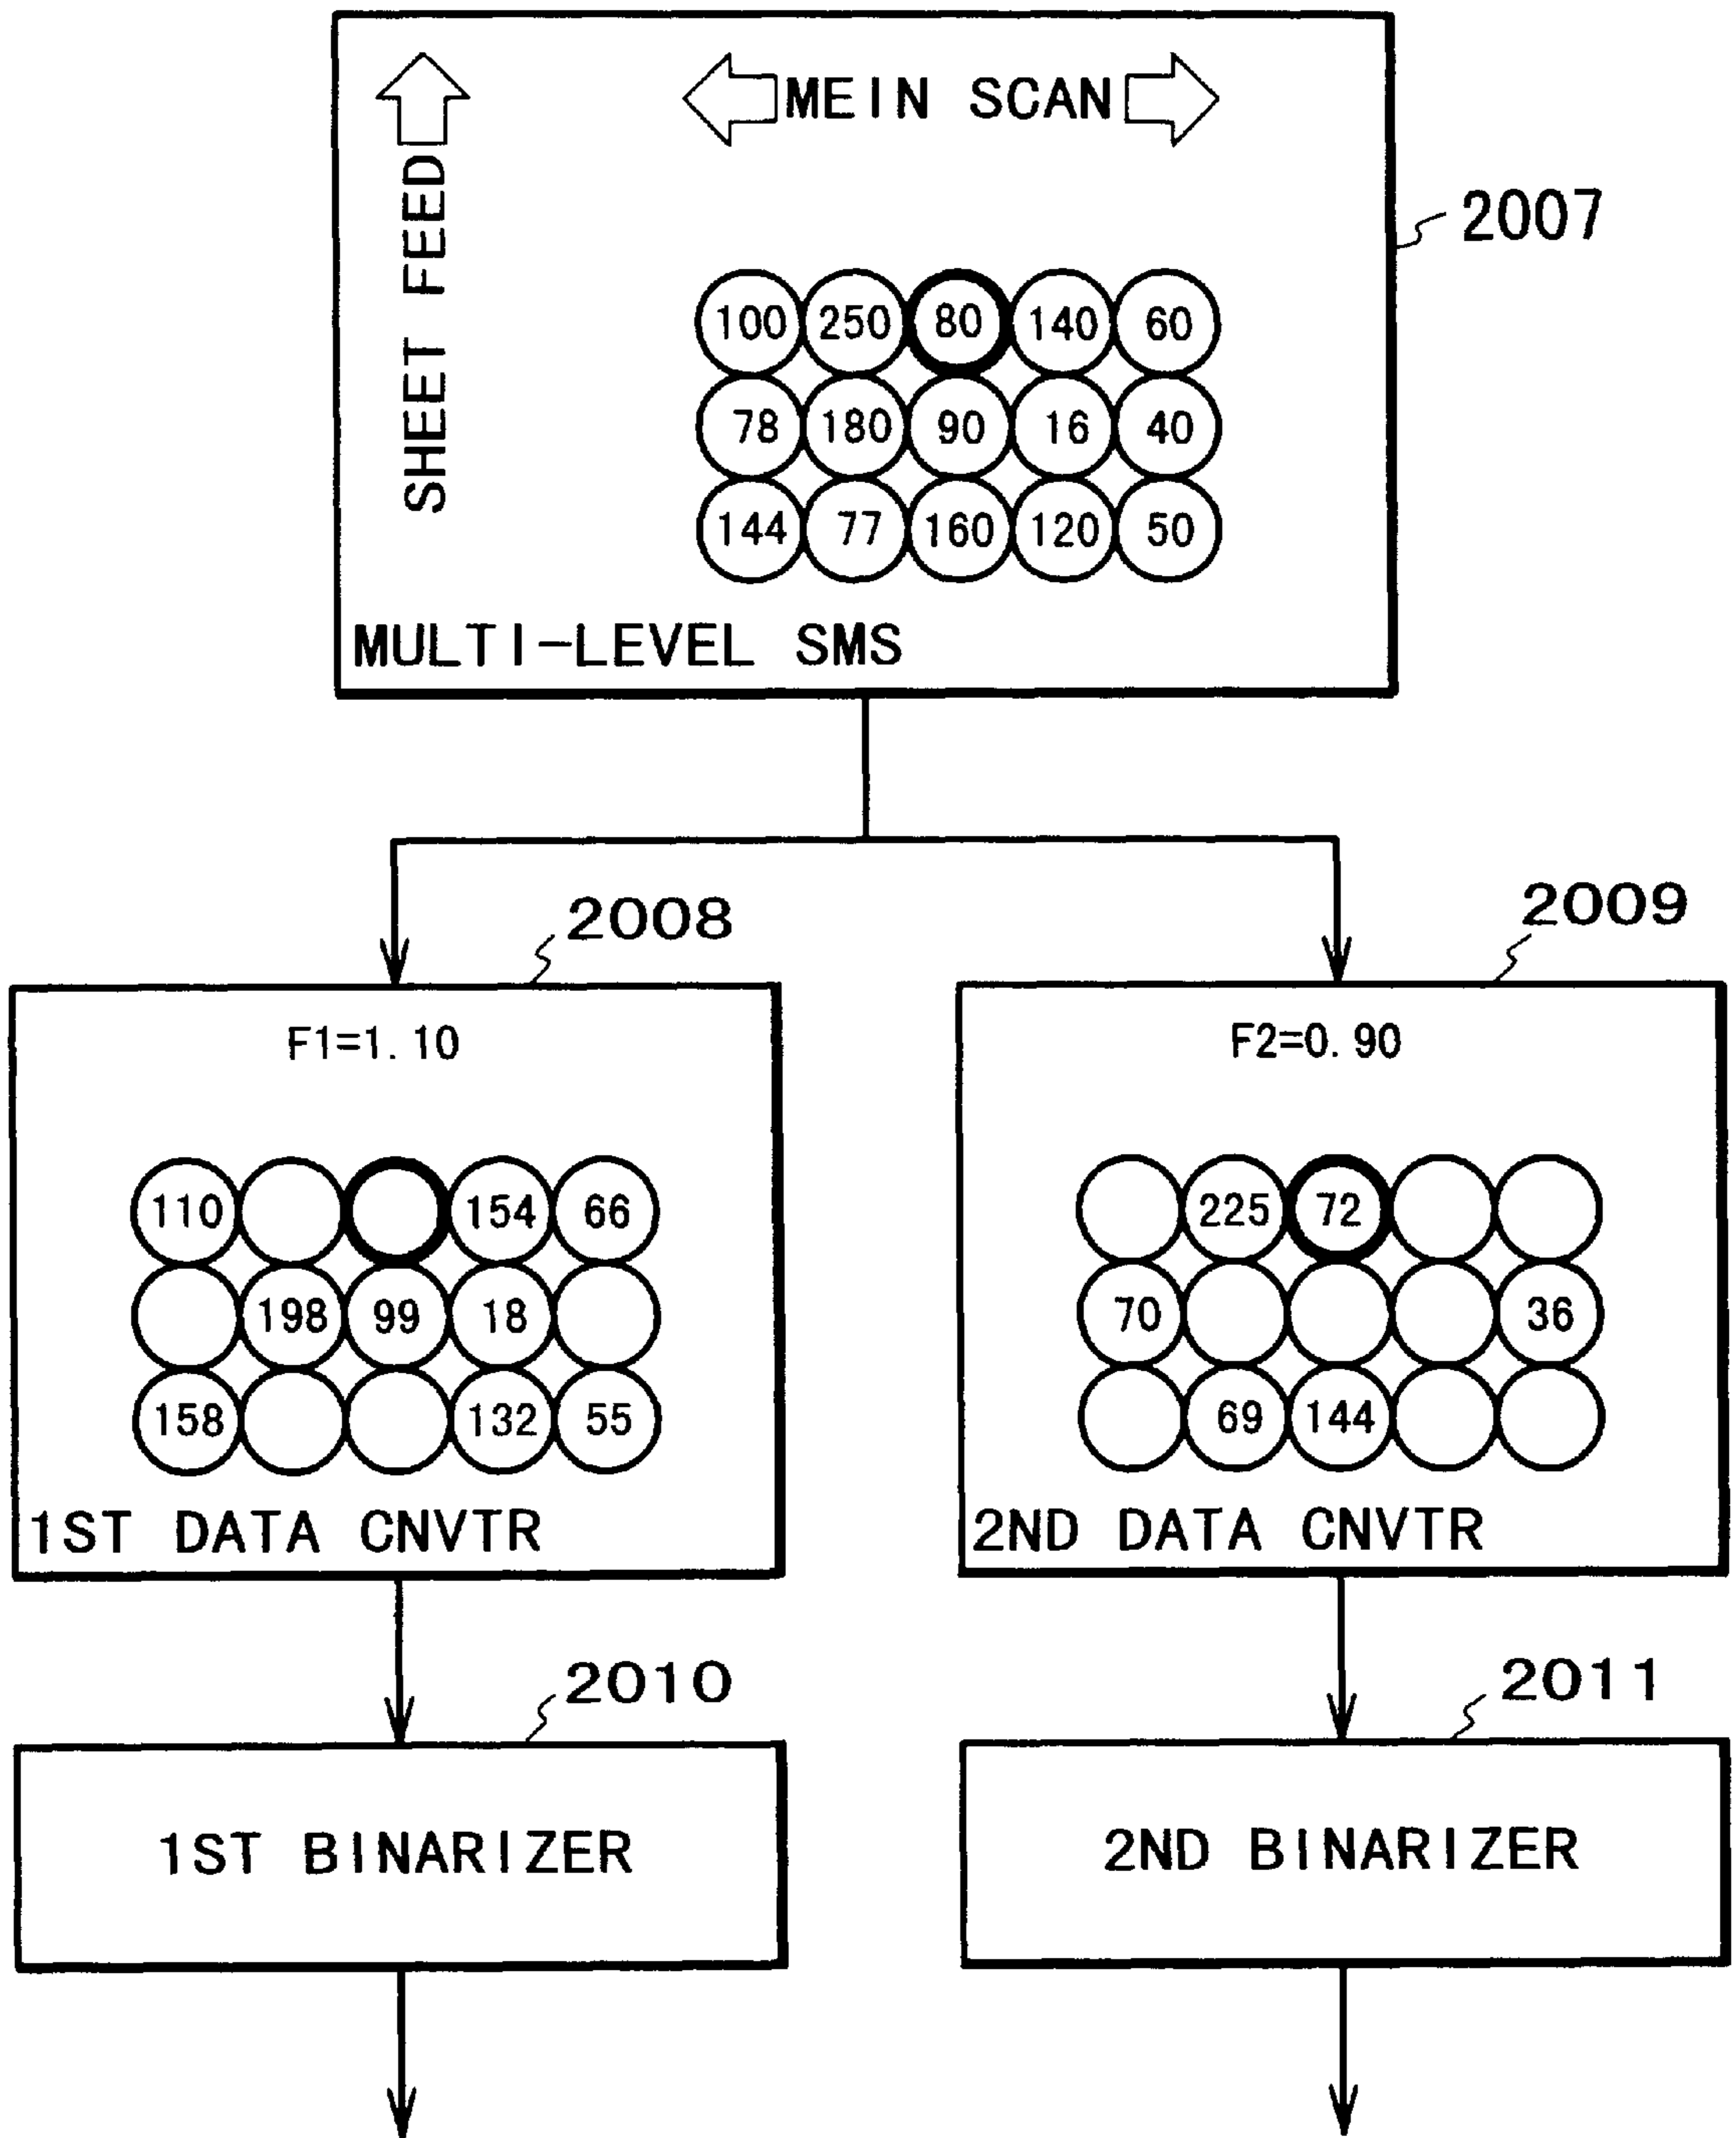 MEIN SCAN
SHEET FEED
2007
100 250 80 140 60
78 180 90 16 40
144 77 160 120 50
MULTI-LEVEL SMS
2008
2009
F1=1.10
F2=0.90
110 154 66
225 72
198 99 18
70 36
158 132 55
69 144
1ST DATA CNVTR
2ND DATA CNVTR
2010
2011
1ST BINARIZER
2ND BINARIZER